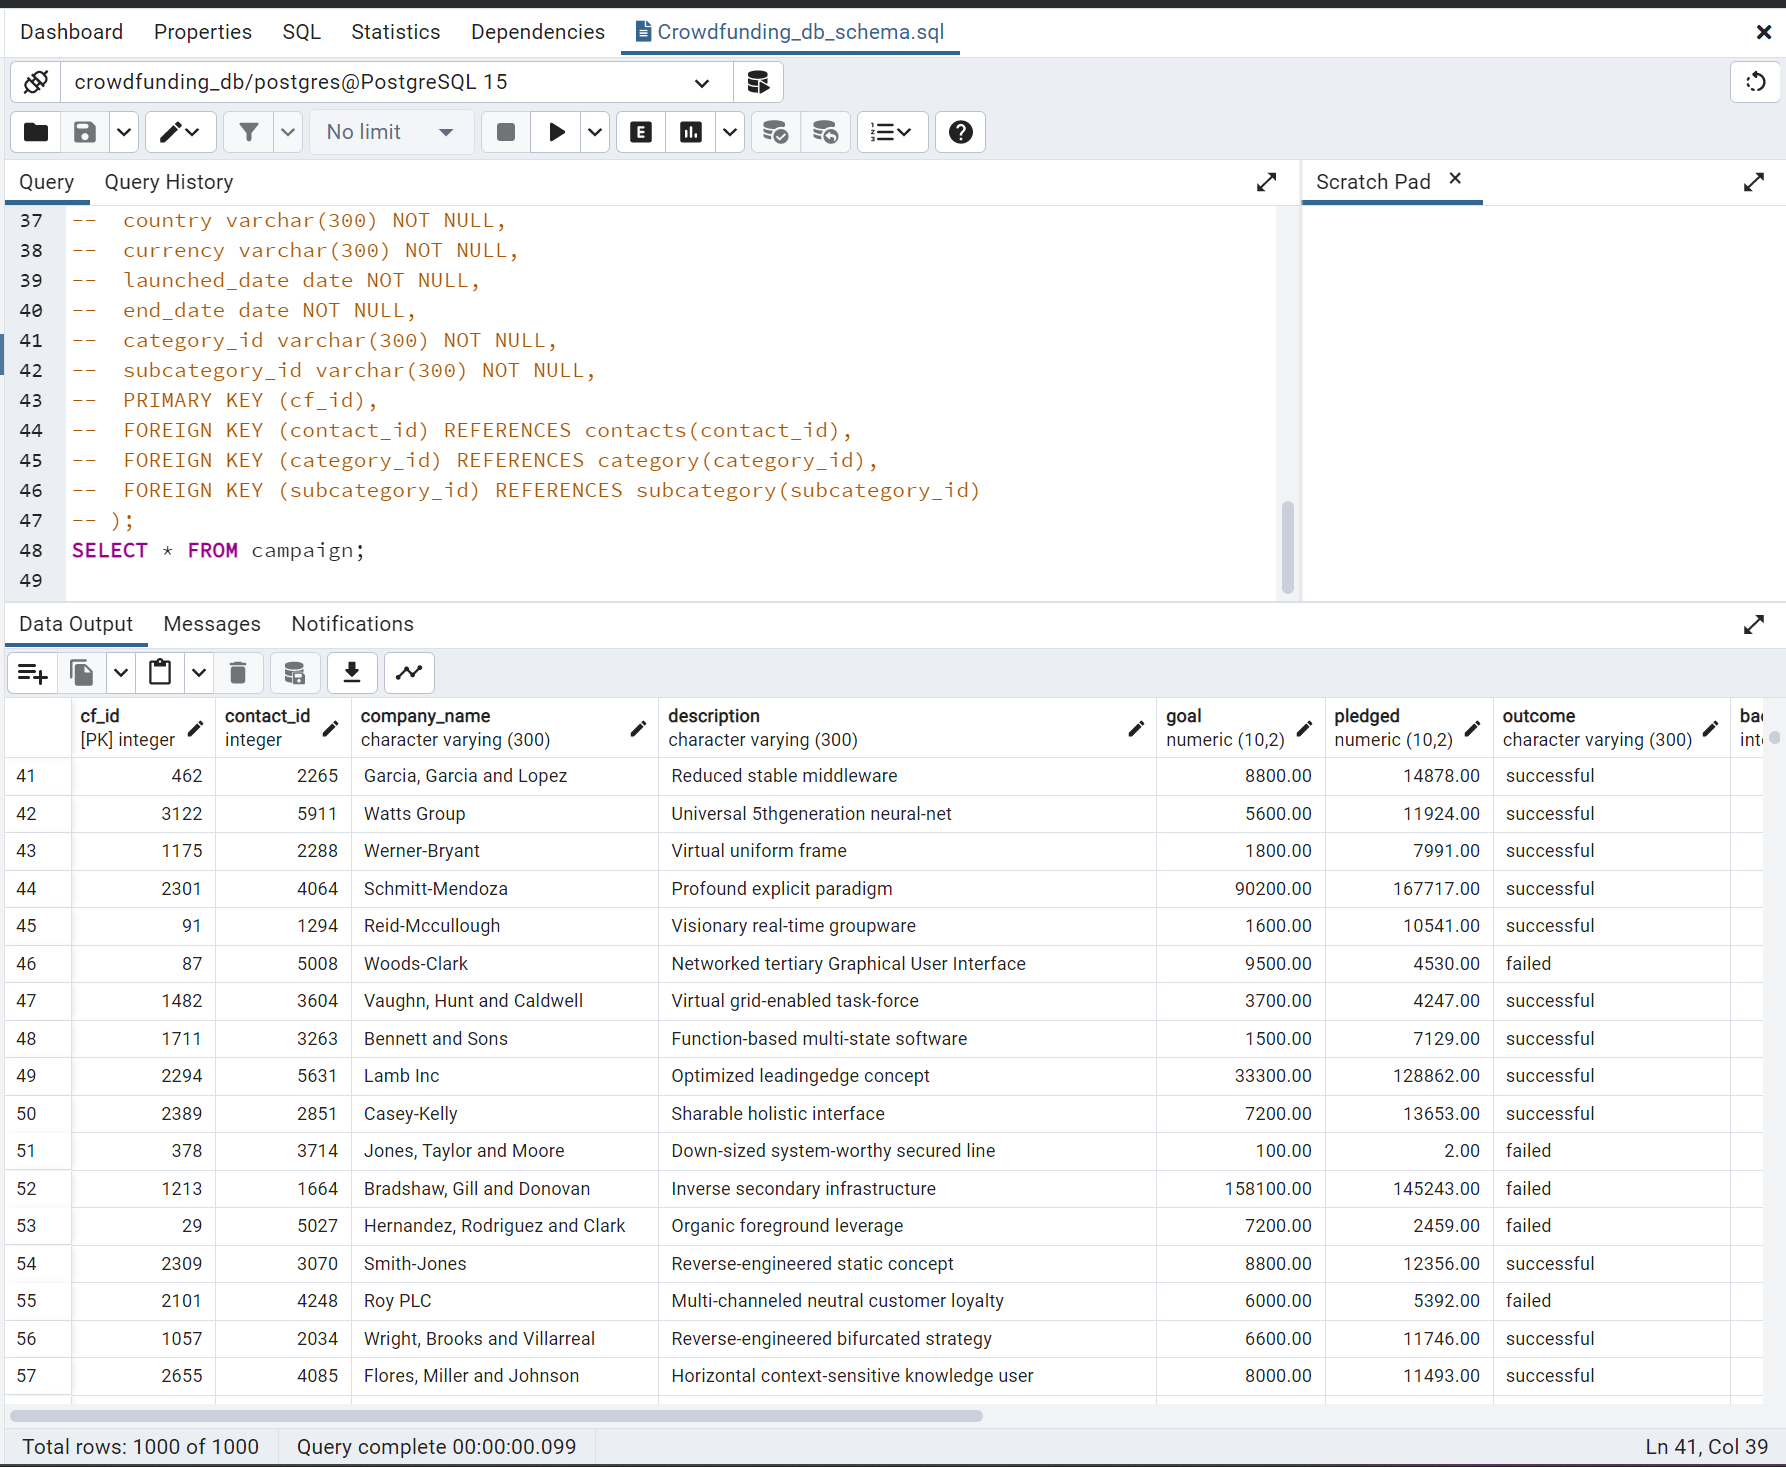 Dashboard Properties SQL Statistics Dependencies Crowdfunding_db_schema.sql
crowdfunding_db/postgres@PostgreSQL 15
No limit E
Query Query History Scratch Pad
37 -- country varchar(300) NOT NULL,
38 -- currency varchar(300) NOT NULL,
39 -- launched_date date NOT NULL,
40 -- end_date date NOT NULL,
41 -- category_id varchar(300) NOT NULL,
42 -- subcategory_id varchar(300) NOT NULL,
43 -- PRIMARY KEY (cf_id),
44 -- FOREIGN KEY (contact_id) REFERENCES contacts(contact_id),
45 -- FOREIGN KEY (category_id) REFERENCES category(category_id),
46 -- FOREIGN KEY (subcategory_id) REFERENCES subcategory(subcategory_id)
47 -- );
48 SELECT * FROM campaign;
49
Data Output Messages Notifications
cf_id contact_id company_name description goal pledged outcome
[PK] integer integer character varying (300) character varying (300) numeric (10,2) numeric (10,2) character varying (300)
41 462 2265 Garcia, Garcia and Lopez Reduced stable middleware 8800.00 14878.00 successful
42 3122 5911 Watts Group Universal 5thgeneration neural-net 5600.00 11924.00 successful
43 1175 2288 Werner-Bryant Virtual uniform frame 1800.00 7991.00 successful
44 2301 4064 Schmitt-Mendoza Profound explicit paradigm 90200.00 167717.00 successful
45 91 1294 Reid-Mccullough Visionary real-time groupware 1600.00 10541.00 successful
46 87 5008 Woods-Clark Networked tertiary Graphical User Interface 9500.00 4530.00 failed
47 1482 3604 Vaughn, Hunt and Caldwell Virtual grid-enabled task-force 3700.00 4247.00 successful
48 1711 3263 Bennett and Sons Function-based multi-state software 1500.00 7129.00 successful
49 2294 5631 Lamb Inc Optimized leadingedge concept 33300.00 128862.00 successful
50 2389 2851 Casey-Kelly Sharable holistic interface 7200.00 13653.00 successful
51 378 3714 Jones, Taylor and Moore Down-sized system-worthy secured line 100.00 2.00 failed
52 1213 1664 Bradshaw, Gill and Donovan Inverse secondary infrastructure 158100.00 145243.00 failed
53 29 5027 Hernandez, Rodriguez and Clark Organic foreground leverage 7200.00 2459.00 failed
54 2309 3070 Smith-Jones Reverse-engineered static concept 8800.00 12356.00 successful
55 2101 4248 Roy PLC Multi-channeled neutral customer loyalty 6000.00 5392.00 failed
56 1057 2034 Wright, Brooks and Villarreal Reverse-engineered bifurcated strategy 6600.00 11746.00 successful
57 2655 4085 Flores, Miller and Johnson Horizontal context-sensitive knowledge user 8000.00 11493.00 successful
Total rows: 1000 of 1000 Query complete 00:00:00.099 Ln 41, Col 39